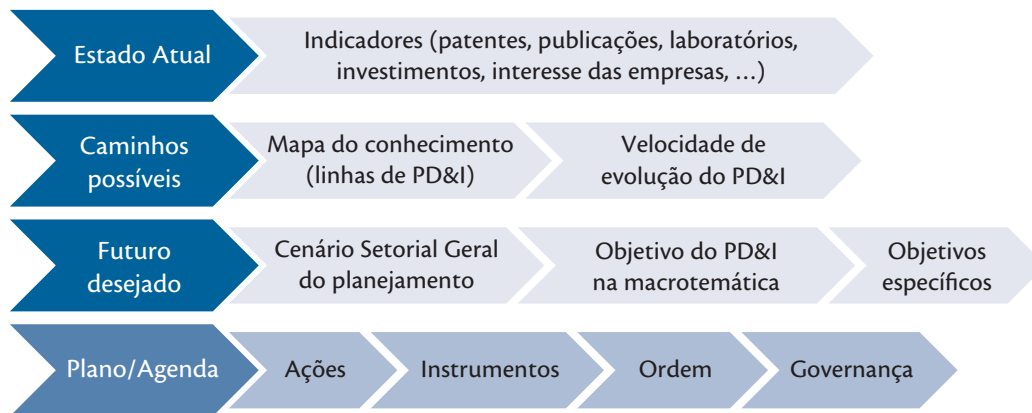 Estado Atual
Indicadores (patentes, publicações, laboratórios,
investimentos, interesse das empresas, ...)
Caminhos
possíveis
Mapa do conhecimento
(linhas de PD&I)
Velocidade de
evolução do PD&I
Futuro
desejado
Cenário Setorial Geral
do planejamento
Objetivo do PD&I
na macrotemática
Objetivos
específicos
Plano/Agenda
Ações
Instrumentos
Ordem
Governança